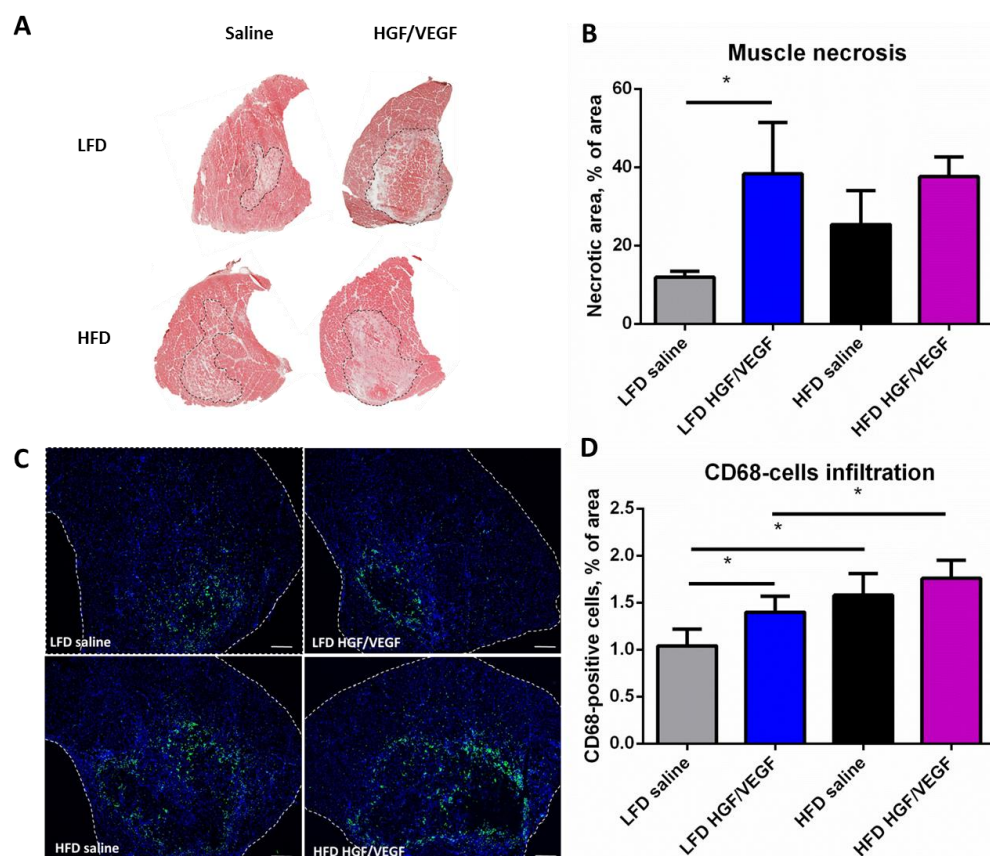 A
Saline
HGF/VEGF
LFD
HFD
B
Muscle necrosis
*
Necrotic area, % of area
60
40
20
0
LFD saline
LFD HGF/VEGF
HFD saline
HFD HGF/VEGF
C
LFD saline
LFD HGF/VEGF
HFD saline
HFD HGF/VEGF
D
CD68-cells infiltration
*
*
*
CD68-positive cells, % of area
2.5
2.0
1.5
1.0
0.5
0.0
LFD saline
LFD HGF/VEGF
HFD saline
HFD HGF/VEGF